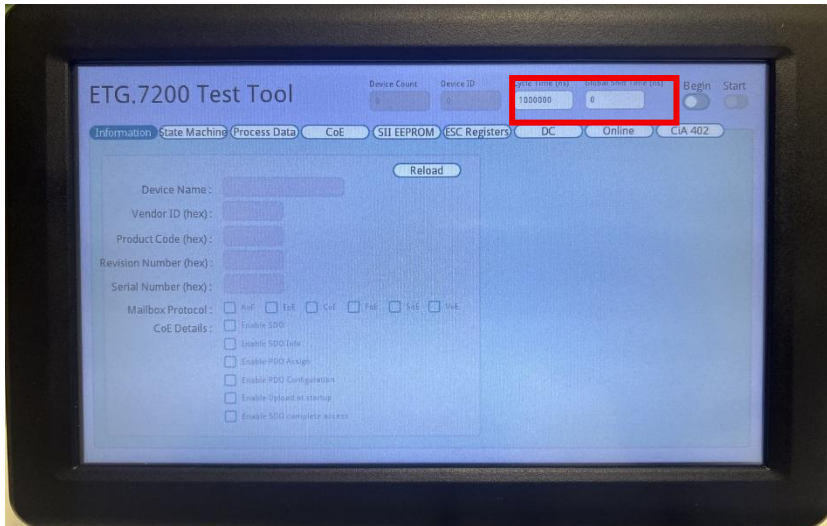 ETG.7200 Test Tool
Device Count
Device ID
Cycle Time (ns)
Global Shift Time (ns)
Begin
Start
0
0
1000000
0
Information
State Machine
Process Data
CoE
SII EEPROM
ESC Registers
DC
Online
CiA 402
Reload
Device Name :
Vendor ID (hex) :
Product Code (hex) :
Revision Number (hex) :
Serial Number (hex) :
Mailbox Protocol :
AoE
EoE
CoE
FoE
SoE
VoE
CoE Details :
Enable SDO
Enable SDO Info
Enable PDO Assign
Enable PDO Configuration
Enable Upload at startup
Enable SDO complete access